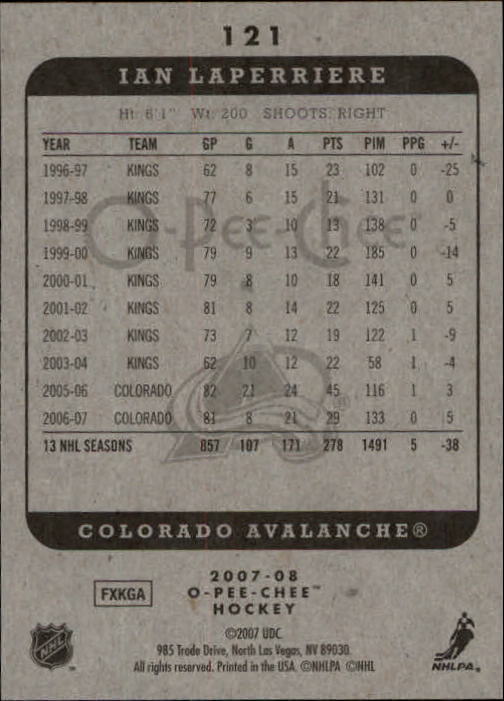 121
IAN LAPERRIERE
Ht: 6'1" Wt: 200 SHOOTS: RIGHT
YEAR TEAM GP G A PTS PIM PPG +/-
1996-97 KINGS 62 8 15 23 102 0 -25
1997-98 KINGS 77 6 15 21 131 0 0
1998-99 KINGS 72 3 10 13 138 0 -5
1999-00 KINGS 79 9 13 22 185 0 -14
2000-01 KINGS 79 8 10 18 141 0 5
2001-02 KINGS 81 8 14 22 125 0 5
2002-03 KINGS 73 7 12 19 122 1 -9
2003-04 KINGS 62 10 12 22 58 1 -4
2005-06 COLORADO 82 21 24 45 116 1 3
2006-07 COLORADO 81 8 21 29 133 0 5
13 NHL SEASONS 857 107 171 278 1491 5 -38
O-PEE-CHEE
COLORADO AVALANCHE®
FXKGA
2007-08
O-PEE-CHEE™
HOCKEY
©2007 UDC
985 Trade Drive, North Las Vegas, NV 89030.
All rights reserved. Printed in the USA. ©NHLPA ©NHL
NHL
NHLPA